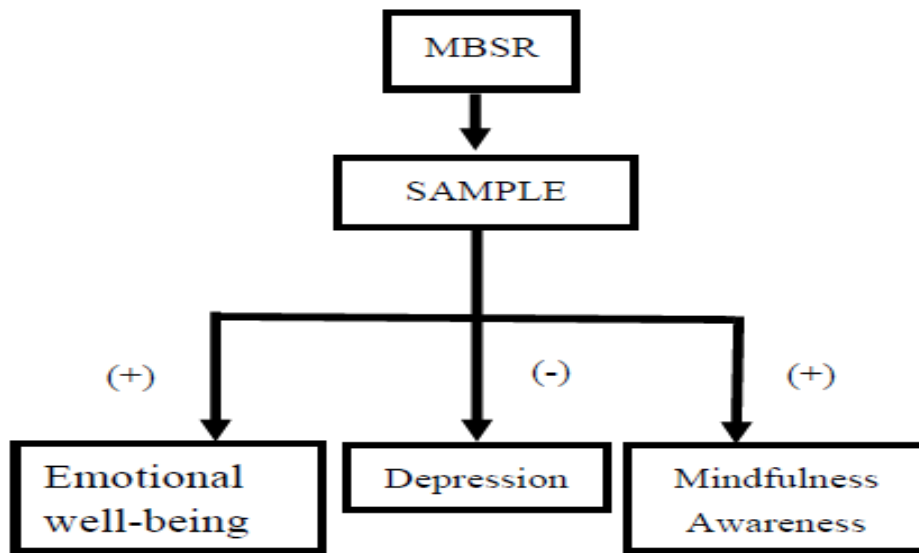 MBSR
SAMPLE
(+)
(-)
(+)
Emotional
well-being
Depression
Mindfulness
Awareness